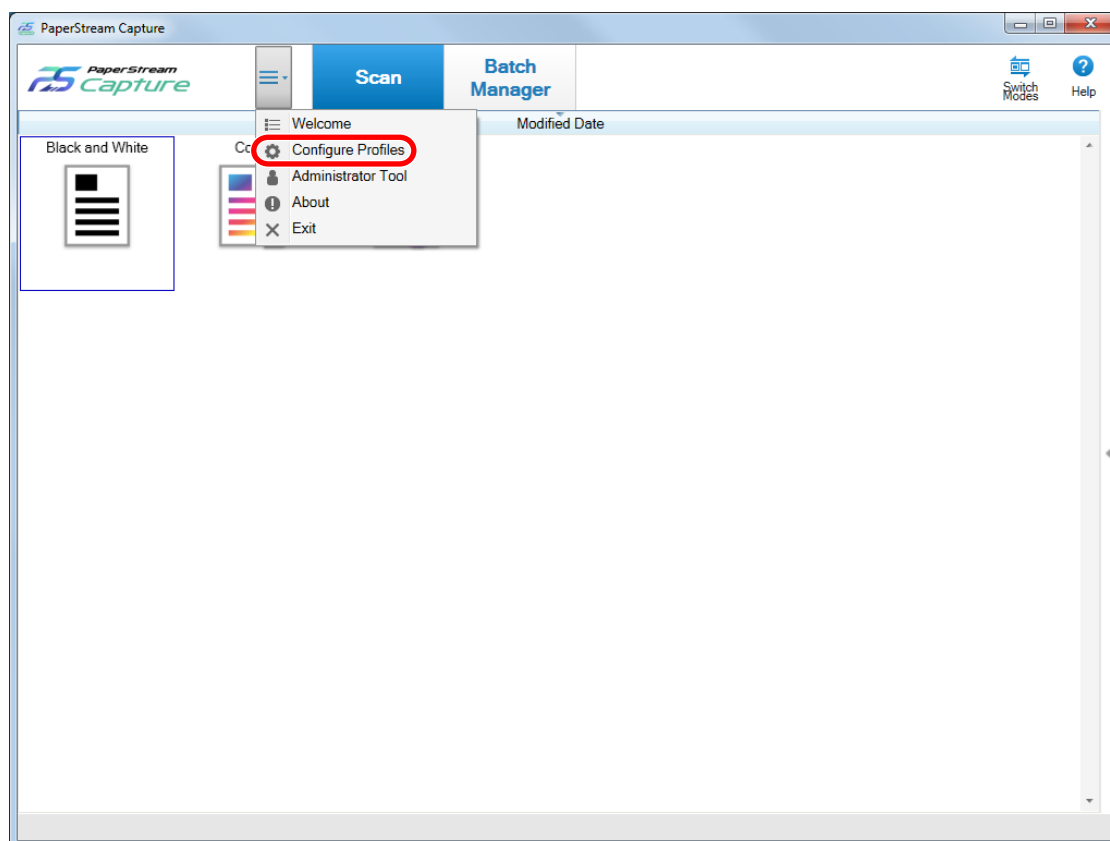 PaperStream Capture
PaperStream
Capture
Scan
Batch
Manager
Switch
Modes
Help
Modified Date
Welcome
Configure Profiles
Administrator Tool
About
Exit
Black and White